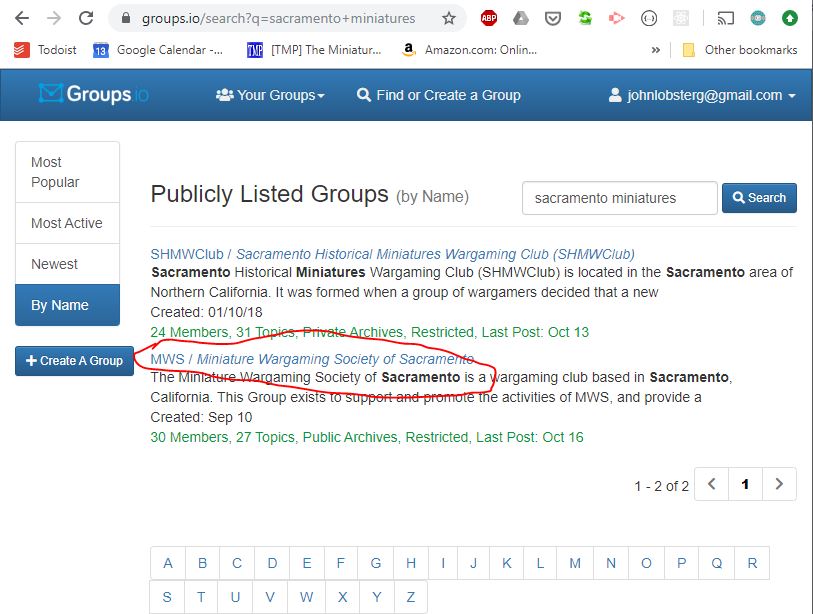 groups.io/search?q=sacramento+miniatures
ABP
Todoist
13 Google Calendar -...
TMP [TMP] The Miniatur...
a Amazon.com: Onlin...
» Other bookmarks
Groups.io
Your Groups
Find or Create a Group
johnlobsterg@gmail.com
Most
Popular
Most Active
Newest
By Name
+ Create A Group
Publicly Listed Groups (by Name)
sacramento miniatures
Search
SHMWClub / Sacramento Historical Miniatures Wargaming Club (SHMWClub)
Sacramento Historical Miniatures Wargaming Club (SHMWClub) is located in the Sacramento area of
Northern California. It was formed when a group of wargamers decided that a new
Created: 01/10/18
24 Members, 31 Topics, Private Archives, Restricted, Last Post: Oct 13
MWS / Miniature Wargaming Society of Sacramento
The Miniature Wargaming Society of Sacramento is a wargaming club based in Sacramento,
California. This Group exists to support and promote the activities of MWS, and provide a
Created: Sep 10
30 Members, 27 Topics, Public Archives, Restricted, Last Post: Oct 16
1 - 2 of 2 < 1 >
A B C D E F G H I J K L M N O P Q R
S T U V W X Y Z